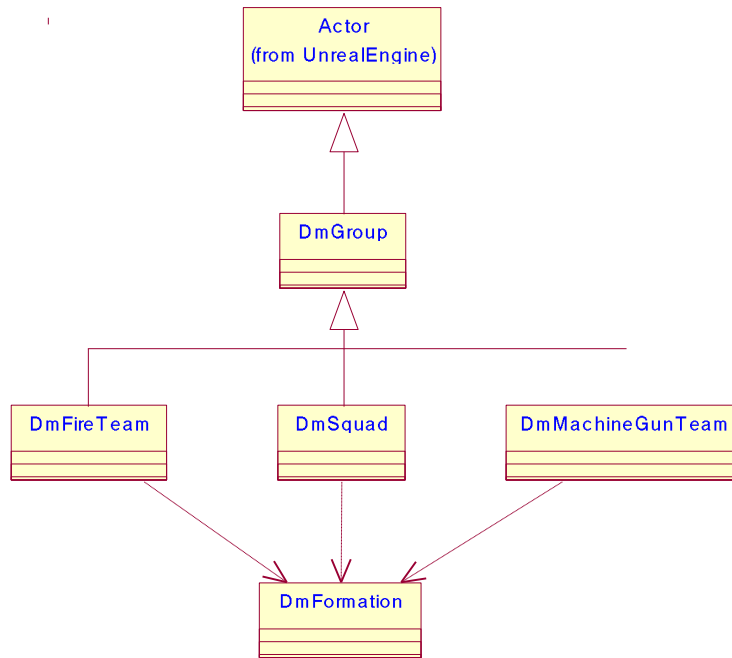 Actor
(from UnrealEngine)
DmGroup
DmFireTeam
DmSquad
DmMachineGunTeam
DmFormation